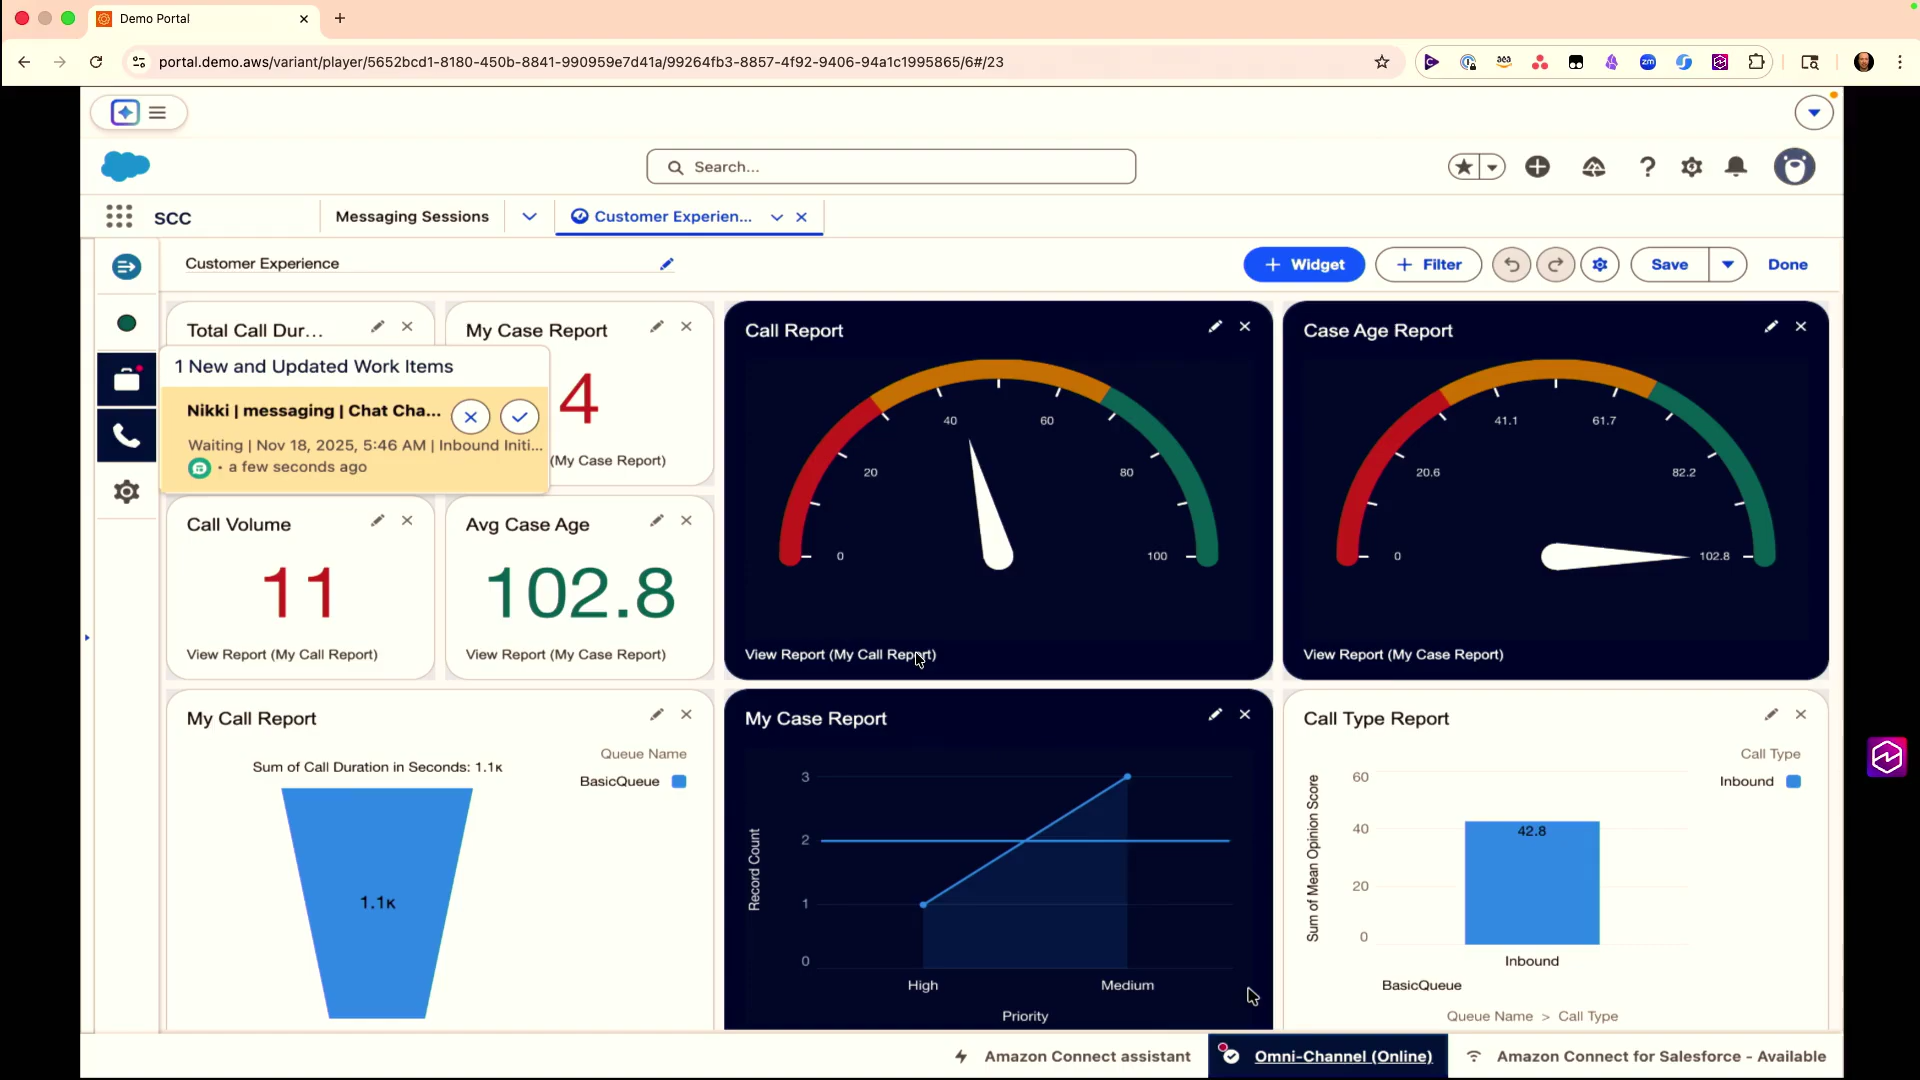 Demo Portal
portal.demo.aws/variant/player/5652bcd1-8180-450b-8841-990959e7d41a/99264fb3-8857-4f92-9406-94a1c1995865/6#/23
Search...
SCC
Messaging Sessions
Customer Experien...
Customer Experience
Widget
Filter
Save
Done
Total Call Dur...
My Case Report
4
(My Case Report)
1 New and Updated Work Items
Nikki | messaging | Chat Cha...
Waiting | Nov 18, 2025, 5:46 AM | Inbound Initi...
• a few seconds ago
Call Report
0
20
40
60
80
100
View Report (My Call Report)
Case Age Report
0
20.6
41.1
61.7
82.2
102.8
View Report (My Case Report)
Call Volume
11
View Report (My Call Report)
Avg Case Age
102.8
View Report (My Case Report)
My Call Report
Sum of Call Duration in Seconds: 1.1ĸ
Queue Name
BasicQueue
1.1ĸ
My Case Report
Record Count
3
2
1
0
High
Medium
Priority
Call Type Report
Call Type
Inbound
Sum of Mean Opinion Score
60
40
20
0
42.8
Inbound
BasicQueue
Queue Name > Call Type
Amazon Connect assistant
Omni-Channel (Online)
Amazon Connect for Salesforce - Available